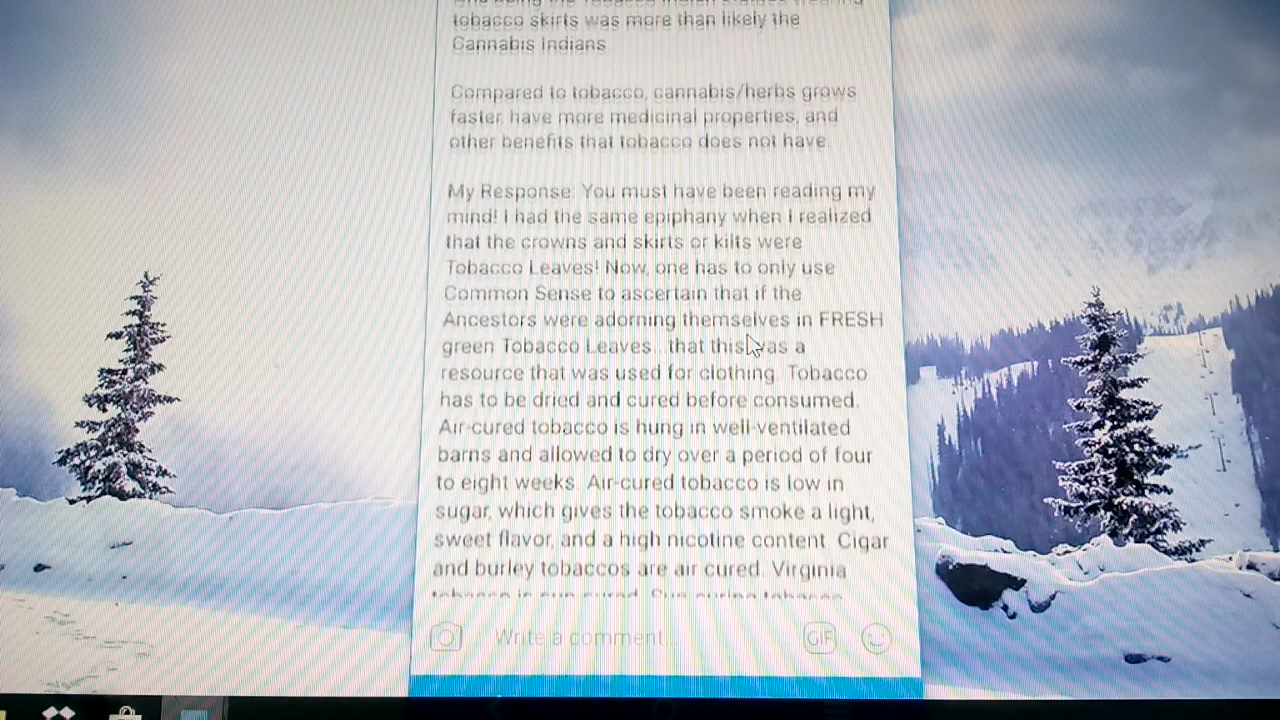 tobacco skirts was more than likely the
Cannabis Indians
Compared to tobacco, cannabis/herbs grows
faster, have more medicinal properties, and
other benefits that tobacco does not have.
My Response: You must have been reading my
mind! I had the same epiphany when I realized
that the crowns and skirts or kilts were
Tobacco Leaves! Now, one has to only use
Common Sense to ascertain that if the
Ancestors were adorning themselves in FRESH
green Tobacco Leaves...that this was a
resource that was used for clothing. Tobacco
has to be dried and cured before consumed.
Air-cured tobacco is hung in well-ventilated
barns and allowed to dry over a period of four
to eight weeks. Air-cured tobacco is low in
sugar, which gives the tobacco smoke a light,
sweet flavor, and a high nicotine content. Cigar
and burley tobaccos are air cured. Virginia
Write a comment...
GIF